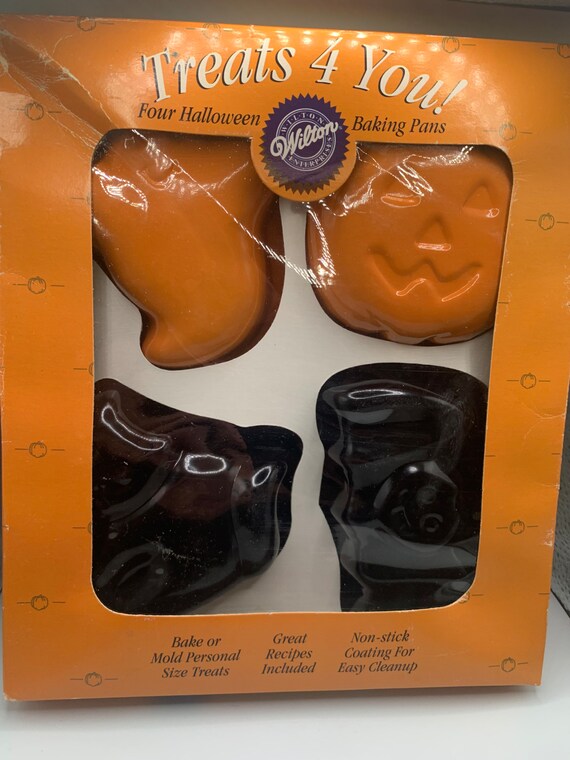 Treats 4 You!
Four Halloween Baking Pans
WILTON
Wilton
ENTERPRISES
Bake or
Mold Personal
Size Treats
Great
Recipes
Included
Non-stick
Coating For
Easy Cleanup